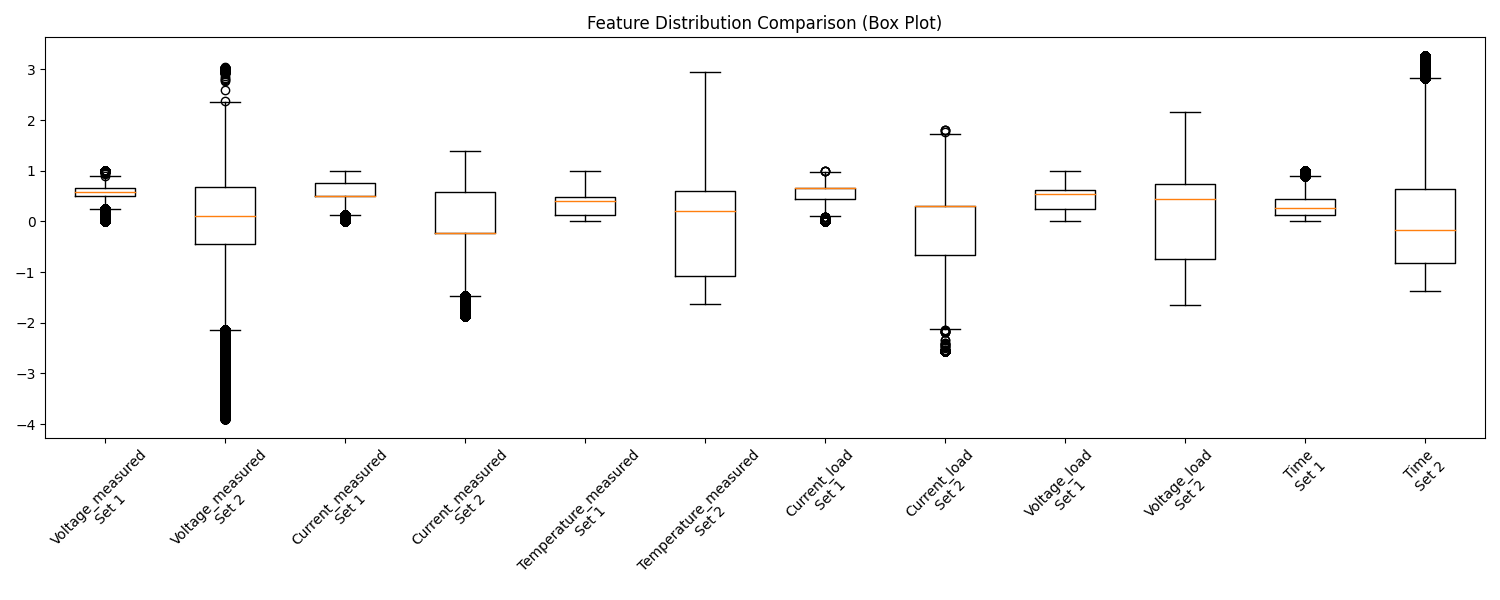 Feature Distribution Comparison (Box Plot)
3
2
1
0
−1
−2
−3
−4
Voltage_measured
Set 1
Voltage_measured
Set 2
Current_measured
Set 1
Current_measured
Set 2
Temperature_measured
Set 1
Temperature_measured
Set 2
Current_load
Set 1
Current_load
Set 2
Voltage_load
Set 1
Voltage_load
Set 2
Time
Set 1
Time
Set 2